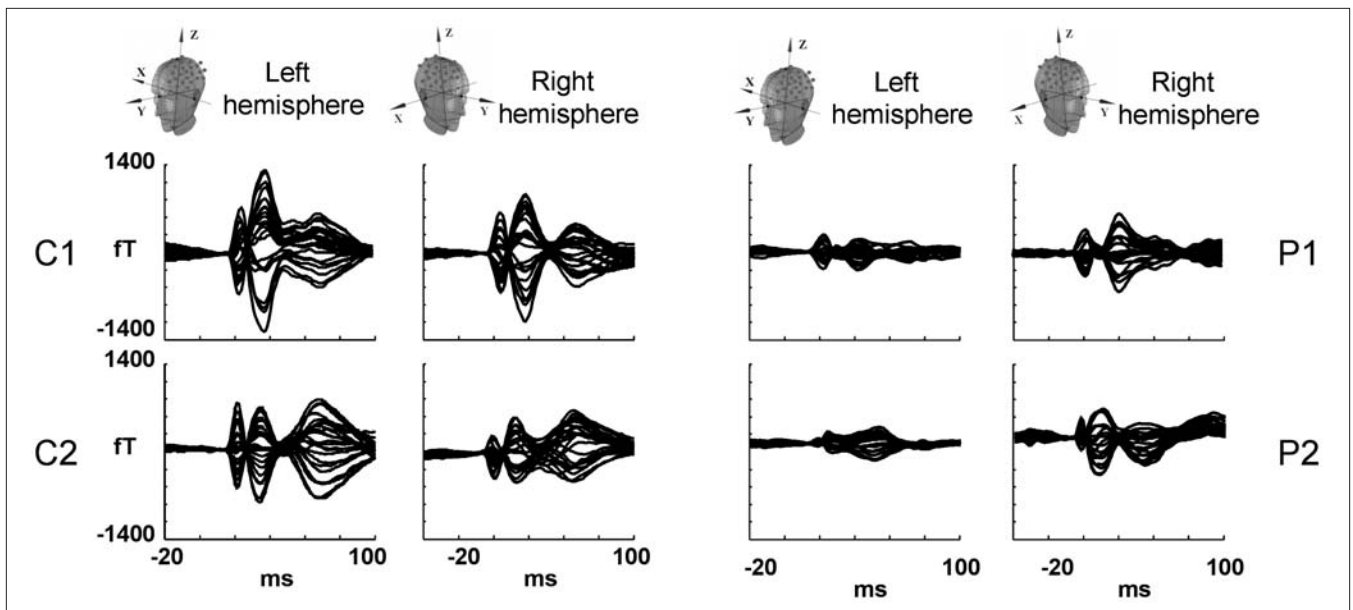 Z
X
Y
Left
hemisphere
Z
X
Y
Right
hemisphere
Z
Y
Left
hemisphere
Z
X
Y
Right
hemisphere
1400
C1
fT
-1400
P1
1400
C2
fT
-1400
P2
-20
100
ms
-20
100
ms
-20
100
ms
-20
100
ms